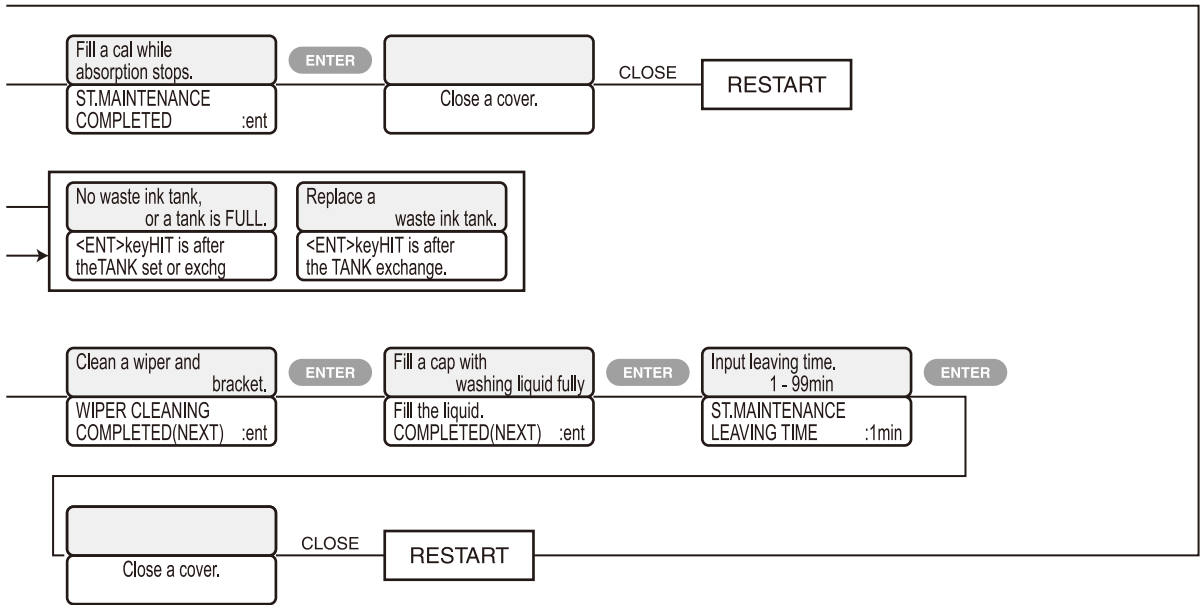 Fill a cal while
absorption stops.
ST.MAINTENANCE
COMPLETED :ent
ENTER
Close a cover.
CLOSE
RESTART
No waste ink tank,
or a tank is FULL.
<ENT>keyHIT is after
theTANK set or exchg
Replace a
waste ink tank.
<ENT>keyHIT is after
the TANK exchange.
Clean a wiper and
bracket.
WIPER CLEANING
COMPLETED(NEXT) :ent
ENTER
Fill a cap with
washing liquid fully
Fill the liquid.
COMPLETED(NEXT) :ent
ENTER
Input leaving time.
1 - 99min
ST.MAINTENANCE
LEAVING TIME :1min
ENTER
Close a cover.
CLOSE
RESTART